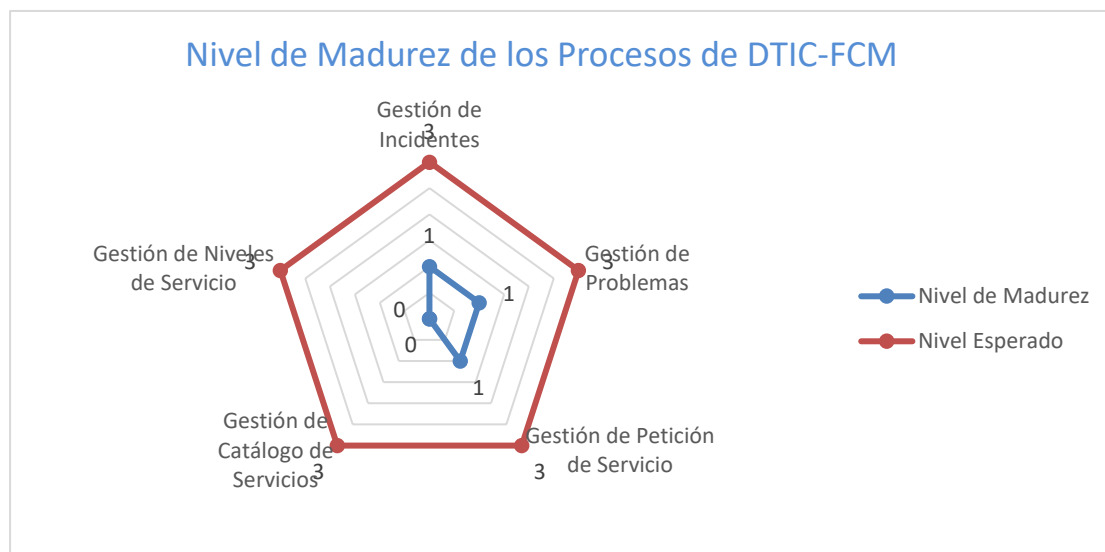 Nivel de Madurez de los Procesos de DTIC-FCM
Gestión de
Incidentes
3
1
Gestión de
Problemas
3
1
Gestión de Petición
de Servicio
3
1
Gestión de
Catálogo de
Servicios
3
0
Gestión de Niveles
de Servicio
3
0
Nivel de Madurez
Nivel Esperado